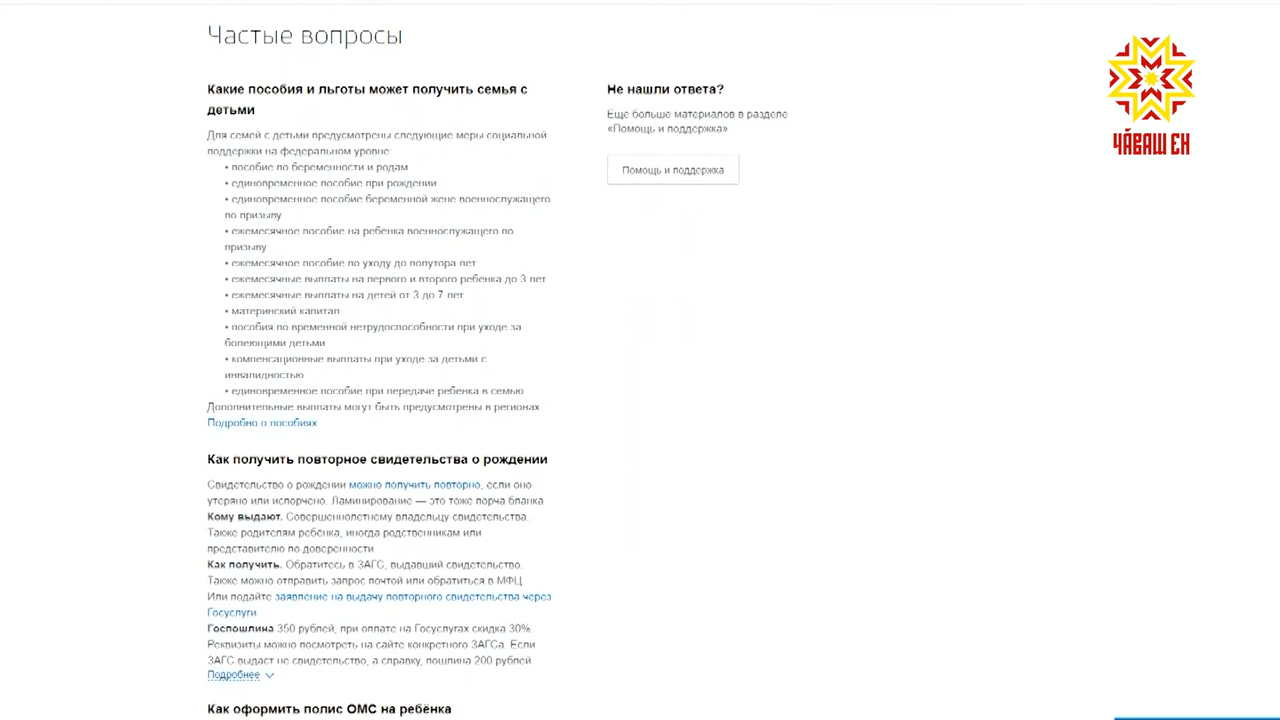 Частые вопросы
Какие пособия и льготы может получить семья с
детьми
Для семей с детьми предусмотрены следующие меры социальной
поддержки на федеральном уровне:
• пособие по беременности и родам
• единовременное пособие при рождении
• единовременное пособие беременной жене военнослужащего
по призыву
• ежемесячное пособие на ребёнка военнослужащего по
призыву
• ежемесячное пособие по уходу до полутора лет
• ежемесячные выплаты на первого и второго ребёнка до 3 лет
• ежемесячные выплаты на детей от 3 до 7 лет
• материнский капитал
• пособия по временной нетрудоспособности при уходе за
болеющими детьми
• компенсационные выплаты при уходе за детьми с
инвалидностью
• единовременное пособие при передаче ребёнка в семью
Дополнительные выплаты могут быть предусмотрены в регионах
Подробно о пособиях
Как получить повторное свидетельства о рождении
Свидетельство о рождении можно получить повторно, если оно
утеряно или испорчено. Ламинирование — это тоже порча бланка
Кому выдают. Совершеннолетнему владельцу свидетельства.
Также родителям ребёнка, иногда родственникам или
представителю по доверенности
Как получить. Обратитесь в ЗАГС, выдавший свидетельство.
Также можно отправить запрос почтой или обратиться в МФЦ
Или подайте заявление на выдачу повторного свидетельства через
Госуслуги
Госпошлина 350 рублей, при оплате на Госуслугах скидка 30%
Реквизиты можно посмотреть на сайте конкретного ЗАГСа. Если
ЗАГС выдаст не свидетельство, а справку, пошлина 200 рублей
Подробнее
Как оформить полис ОМС на ребёнка
Не нашли ответа?
Еще больше материалов в разделе
«Помощь и поддержка»
Помощь и поддержка
ЧĂВАШ ЕН